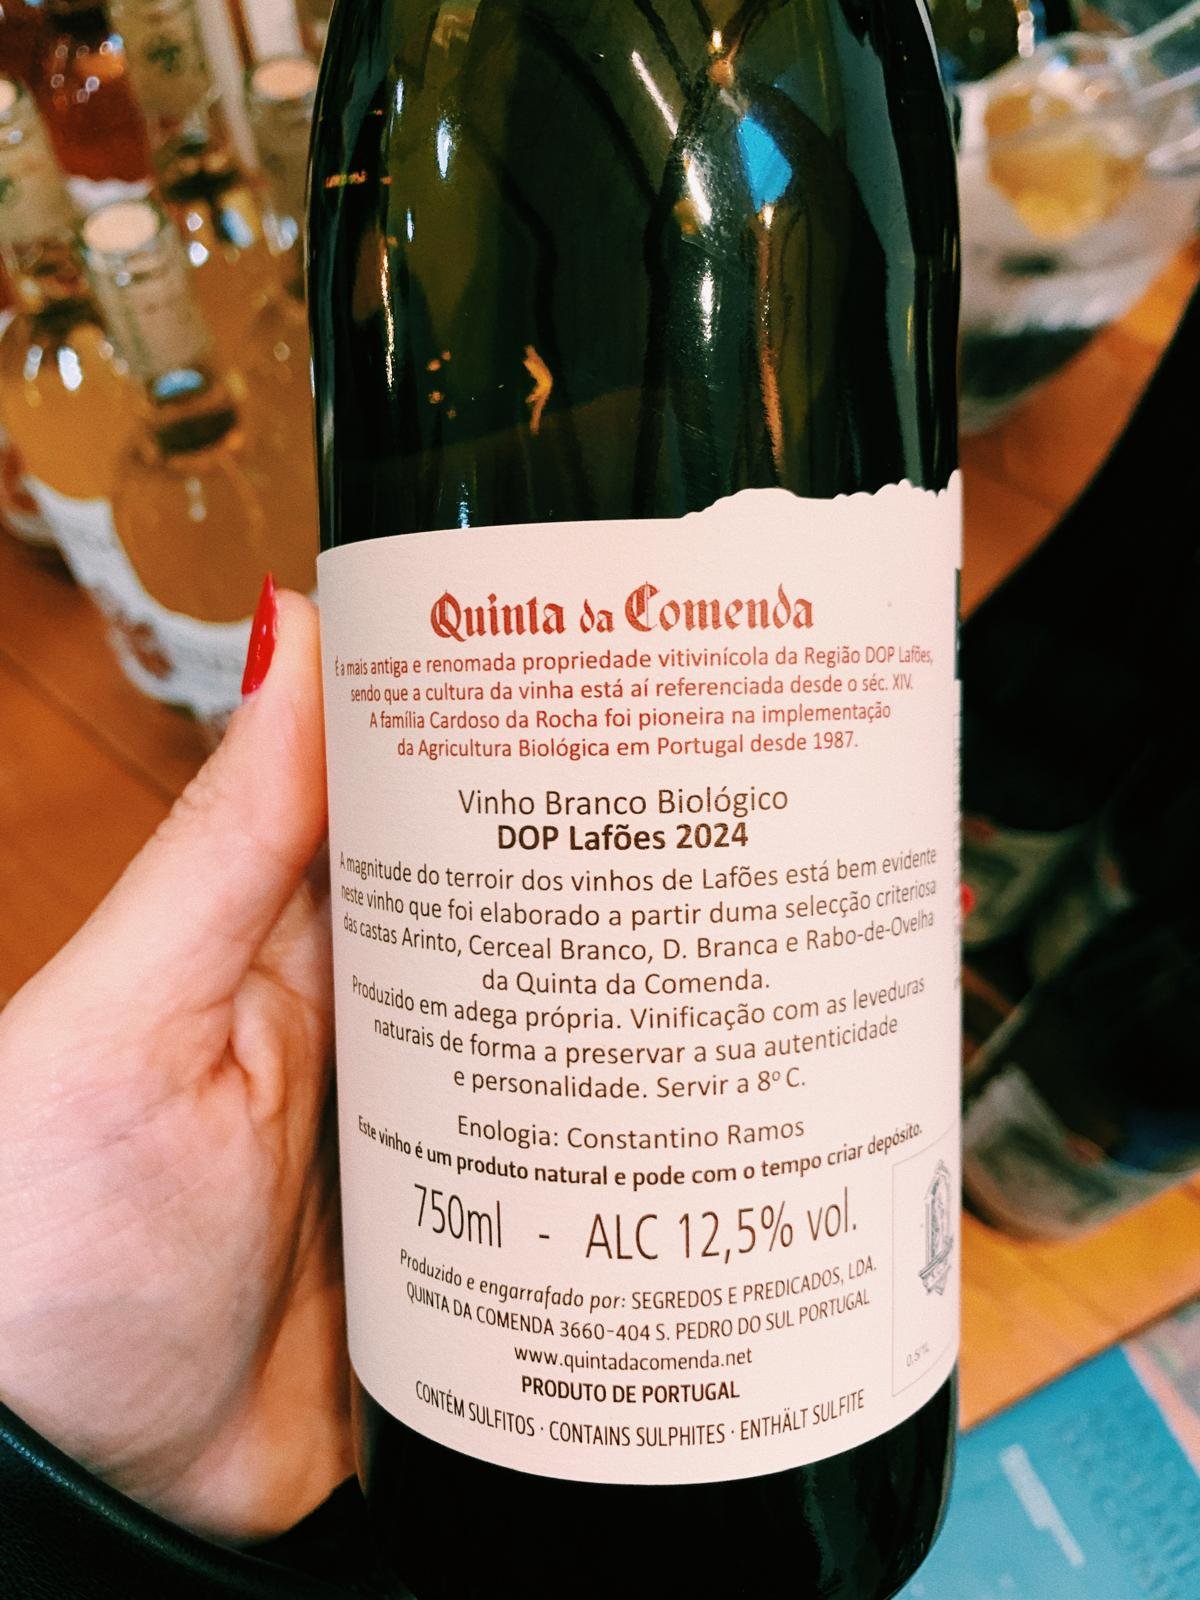 Quinta da Comenda
É a mais antiga e renomada propriedade vitivinícola da Região DOP Lafões,
sendo que a cultura da vinha está aí referenciada desde o séc. XIV.
A família Cardoso da Rocha foi pioneira na implementação
da Agricultura Biológica em Portugal desde 1987.
Vinho Branco Biológico
DOP Lafões 2024
A magnitude do terroir dos vinhos de Lafões está bem evidente
neste vinho que foi elaborado a partir duma selecção criteriosa
das castas Arinto, Cerceal Branco, D. Branca e Rabo-de-Ovelha
da Quinta da Comenda.
Produzido em adega própria. Vinificação com as leveduras
naturais de forma a preservar a sua autenticidade
e personalidade. Servir a 8º C.
Enologia: Constantino Ramos
Este vinho é um produto natural e pode com o tempo criar depósito.
750ml - ALC 12,5% vol.
Produzido e engarrafado por: SEGREDOS E PREDICADOS, LDA.
QUINTA DA COMENDA 3660-404 S. PEDRO DO SUL PORTUGAL
www.quintadacomenda.net
PRODUTO DE PORTUGAL
CONTÉM SULFITOS · CONTAINS SULPHITES · ENTHÄLT SULFITE